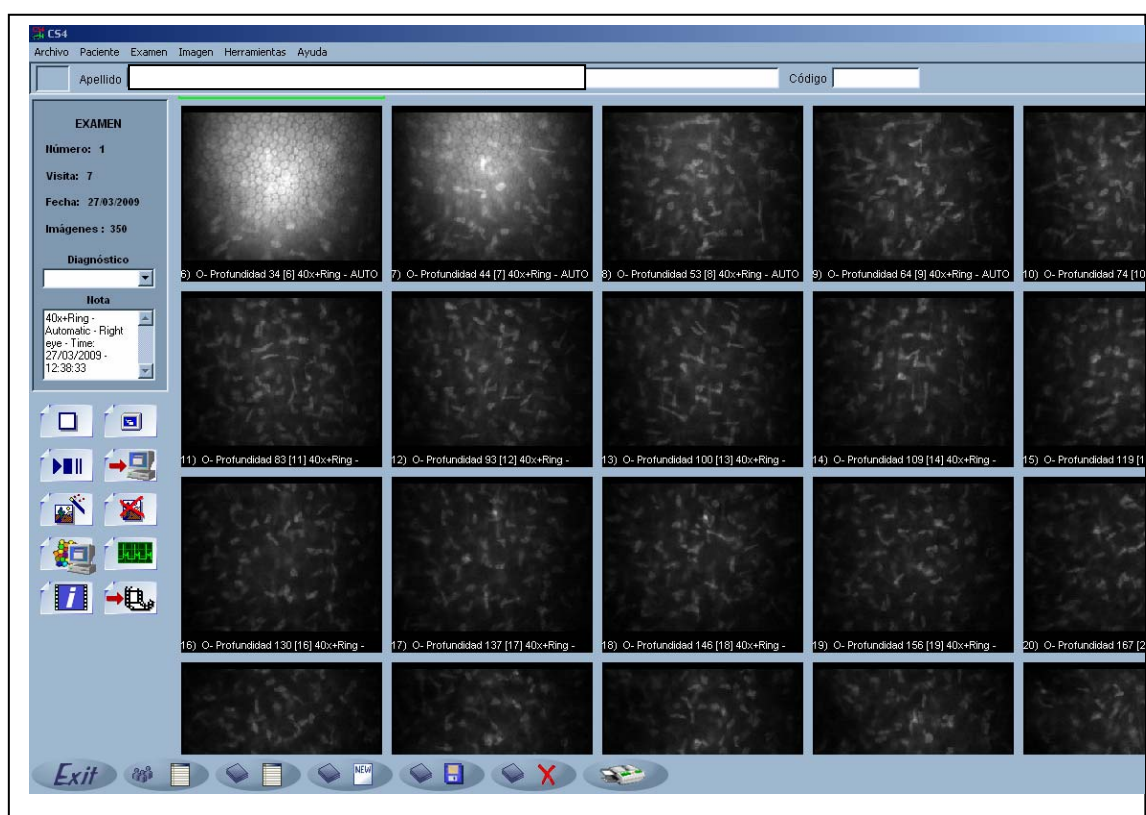 CS4
Archivo Paciente Examen Imagen Herramientas Ayuda
Apellido Código
EXAMEN
Número: 1
Visita: 7
Fecha: 27/03/2009
Imágenes : 350
Diagnóstico
Nota
40x+Ring -
Automatic - Right
eye - Time:
27/03/2009 -
12:38:33
6) O- Profundidad 34 [6] 40x+Ring - AUTO
7) O- Profundidad 44 [7] 40x+Ring - AUTO
8) O- Profundidad 53 [8] 40x+Ring - AUTO
9) O- Profundidad 64 [9] 40x+Ring - AUTO
10) O- Profundidad 74 [10
11) O- Profundidad 83 [11] 40x+Ring -
12) O- Profundidad 93 [12] 40x+Ring -
13) O- Profundidad 100 [13] 40x+Ring -
14) O- Profundidad 109 [14] 40x+Ring -
15) O- Profundidad 119 [1
16) O- Profundidad 130 [16] 40x+Ring -
17) O- Profundidad 137 [17] 40x+Ring -
18) O- Profundidad 146 [18] 40x+Ring -
19) O- Profundidad 156 [19] 40x+Ring -
20) O- Profundidad 167 [2
Exit NEW